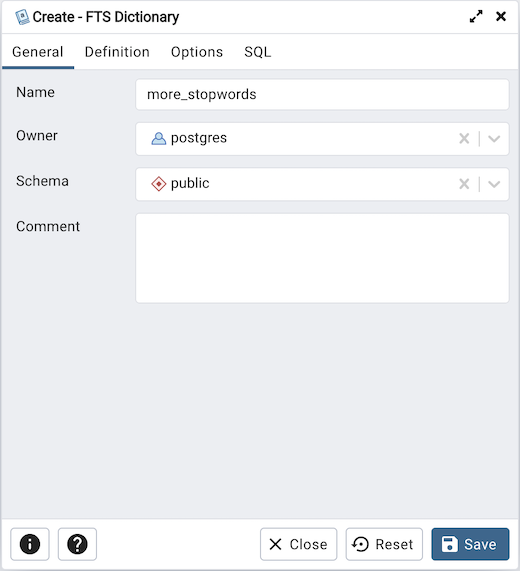 Create - FTS Dictionary
General Definition Options SQL
Name more_stopwords
Owner postgres
Schema public
Comment
Close Reset Save